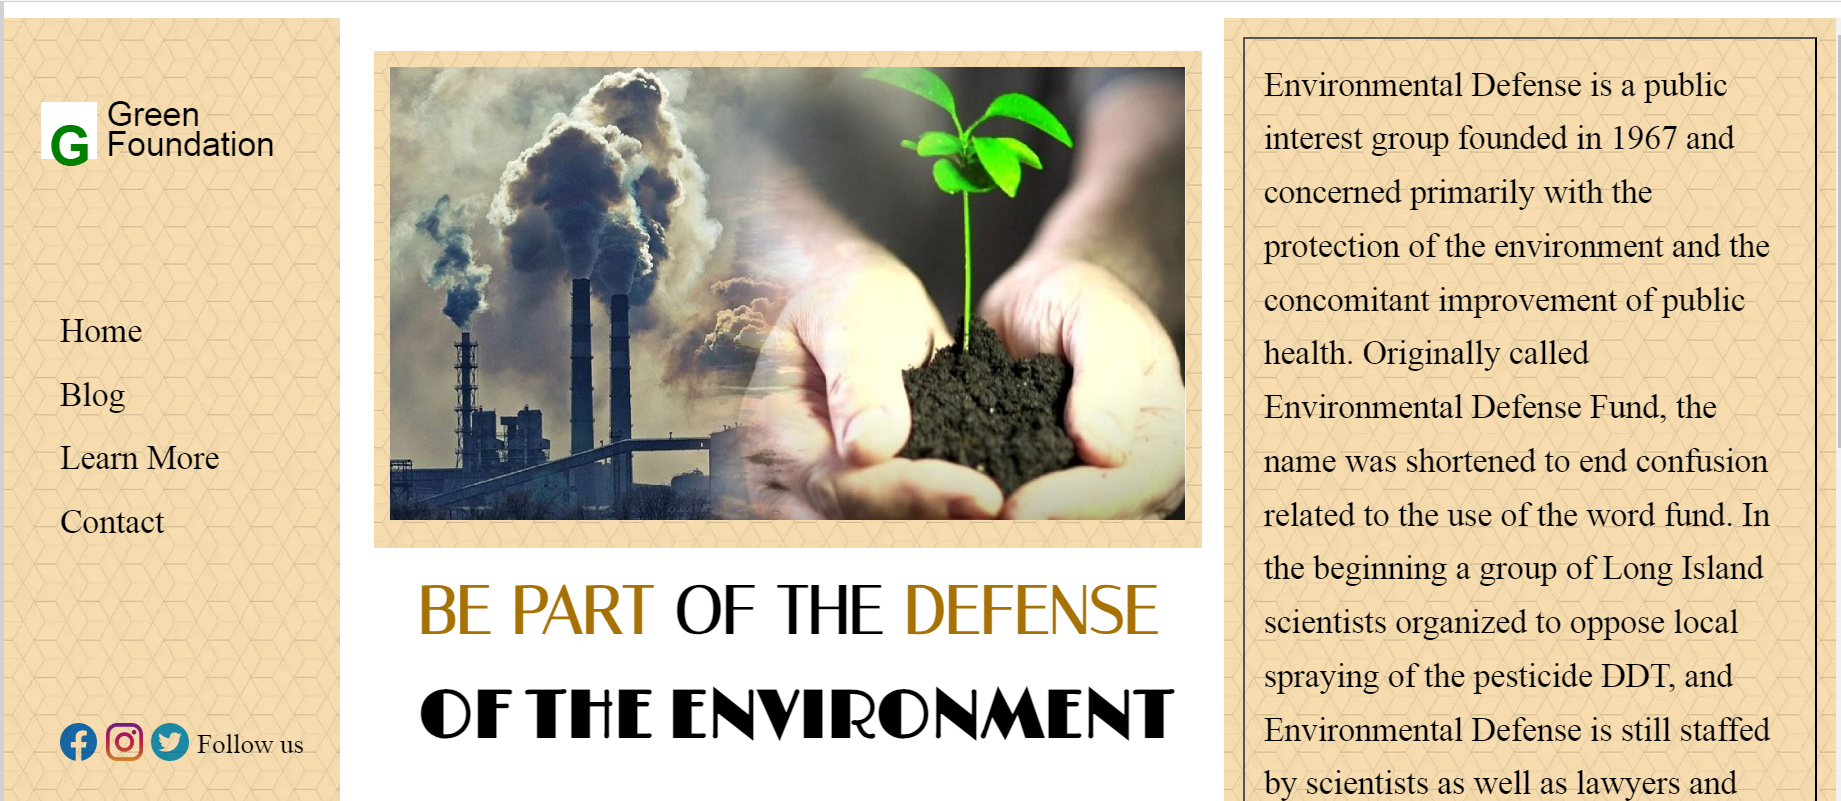 G
Green
Foundation
Home
Blog
Learn More
Contact
Follow us
BE PART OF THE DEFENSE
OF THE ENVIRONMENT
Environmental Defense is a public
interest group founded in 1967 and
concerned primarily with the
protection of the environment and the
concomitant improvement of public
health. Originally called
Environmental Defense Fund, the
name was shortened to end confusion
related to the use of the word fund. In
the beginning a group of Long Island
scientists organized to oppose local
spraying of the pesticide DDT, and
Environmental Defense is still staffed
by scientists as well as lawyers and